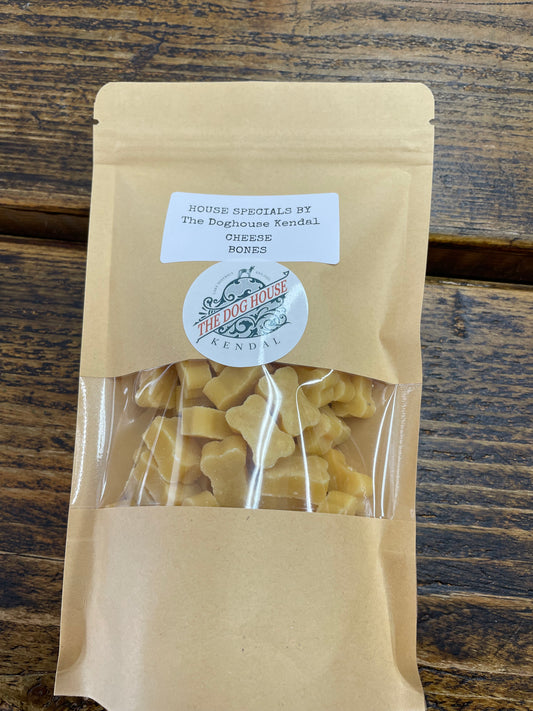 HOUSE SPECIALS BY
The Doghouse Kendal
CHEESE
BONES
THE DOG HOUSE
KENDAL